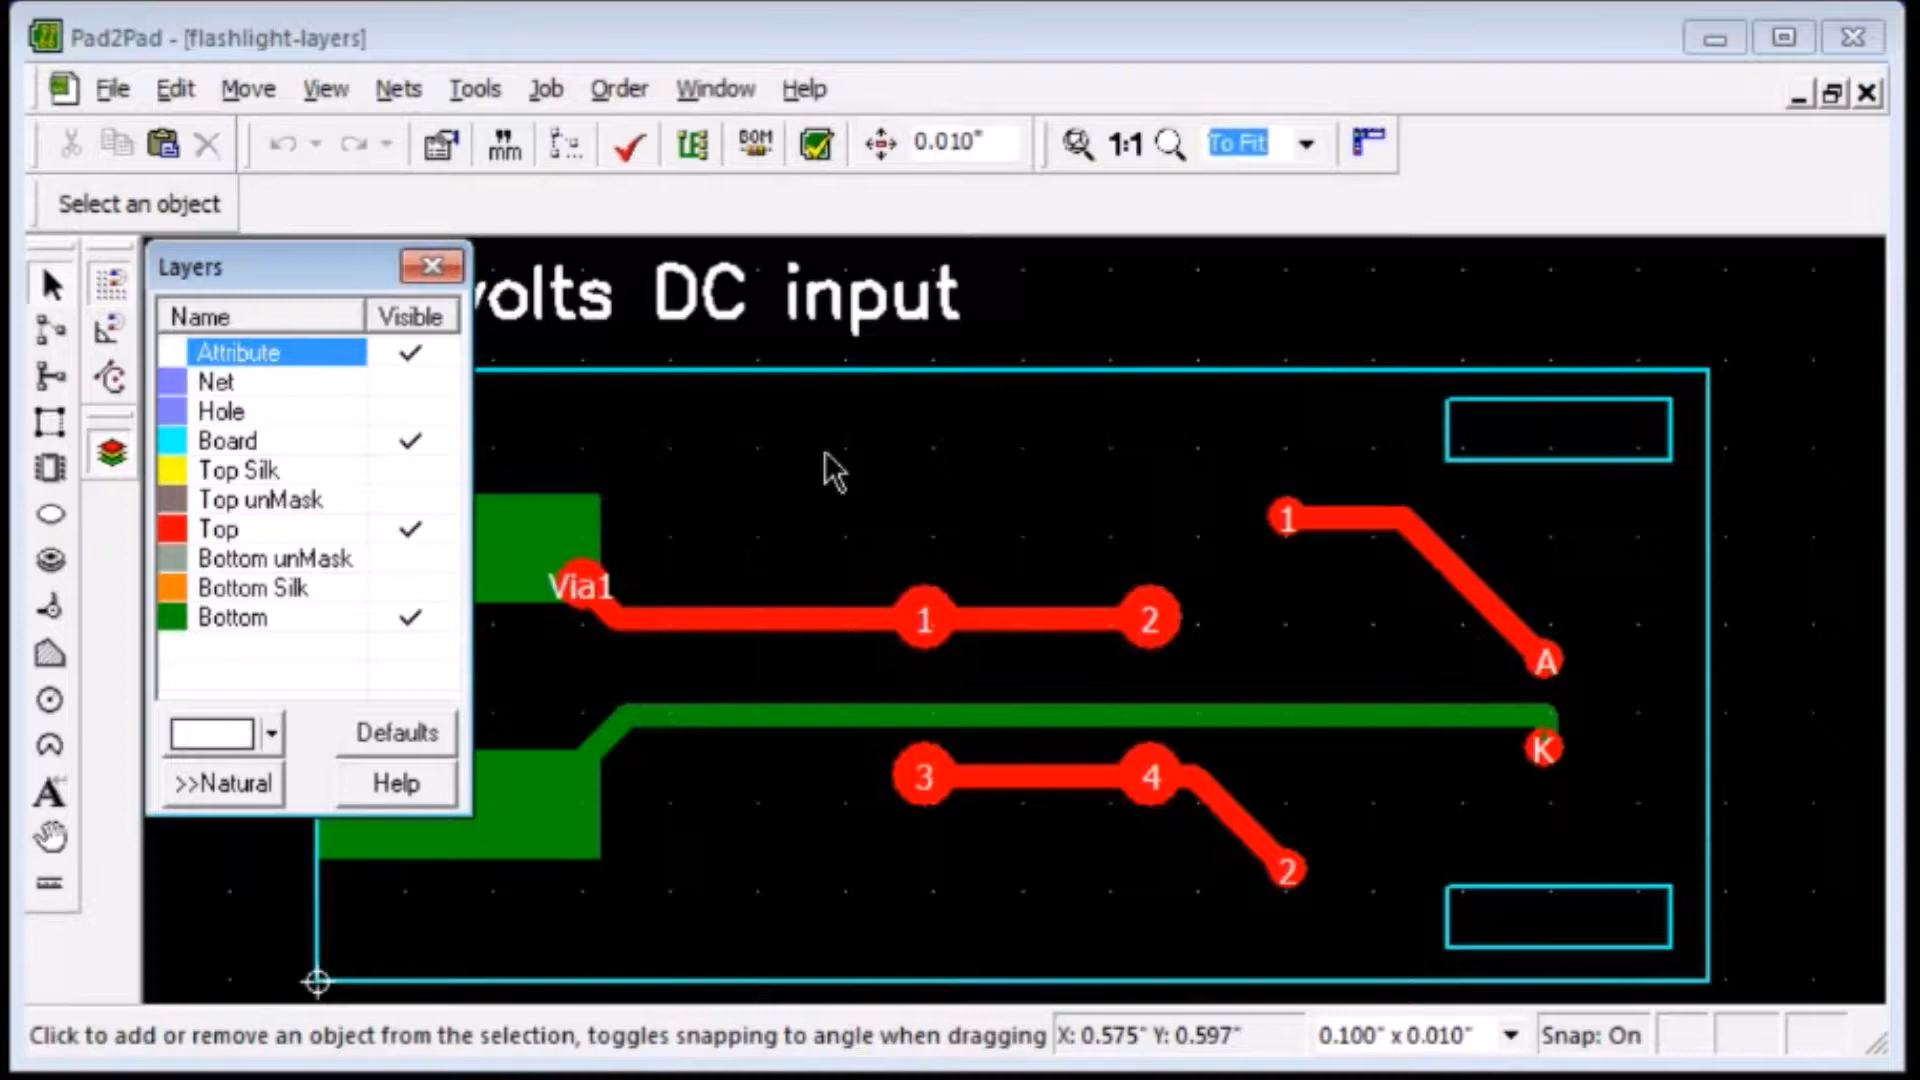 Pad2Pad - [flashlight-layers]
File Edit Move View Nets Tools Job Order Window Help
" mm BOM 0.010" 1:1 To Fit
Select an object
Layers
volts DC input
Name Visible
Attribute
Net
Hole
Board
Top Silk
Top unMask
Top
Bottom unMask
Bottom Silk
Bottom
Defaults
>>Natural Help
1
Via1
1 2
A
K
3 4
2
Click to add or remove an object from the selection, toggles snapping to angle when dragging X: 0.575" Y: 0.597" 0.100" x 0.010" Snap: On